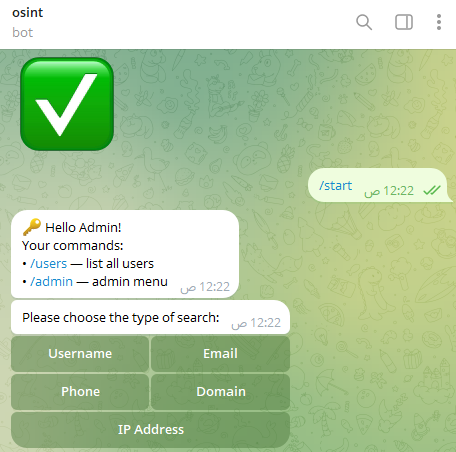 osint
bot
/start
12:22 ص
🔑 Hello Admin!
Your commands:
• /users — list all users
• /admin — admin menu
12:22 ص
Please choose the type of search:
12:22 ص
Username
Email
Phone
Domain
IP Address